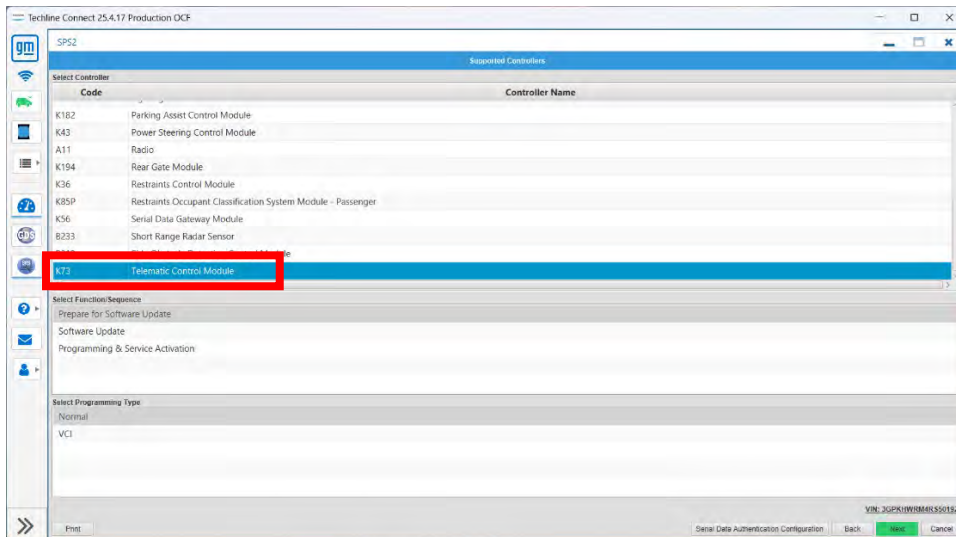 Techline Connect 25.4.17 Production OCF
gm
SPS2
Supported Controllers
Select Controller
Code Controller Name
K182 Parking Assist Control Module
K43 Power Steering Control Module
A11 Radio
K194 Rear Gate Module
K36 Restraints Control Module
K85P Restraints Occupant Classification System Module - Passenger
K56 Serial Data Gateway Module
B233 Short Range Radar Sensor
K73 Telematic Control Module
Select Function/Sequence
Prepare for Software Update
Software Update
Programming & Service Activation
Select Programming Type
Normal
VCI
VIN:
Print Serial Data Authentication Configuration Back Next Cancel